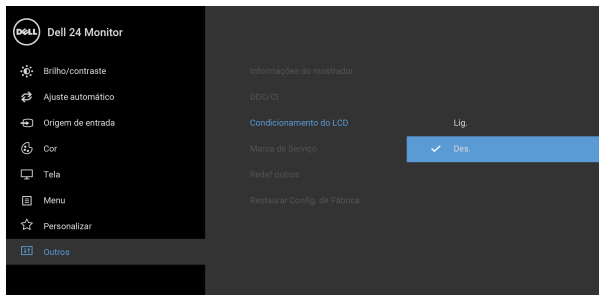 DELL Dell 24 Monitor
Brilho/contraste
Ajuste automático
Origem de entrada
Cor
Tela
Menu
Personalizar
Outros
Informações do mostrador
DDC/CI
Condicionamento do LCD
Lig.
Marca de Serviço
Des.
Redef outros
Restaurar Config. de Fábrica